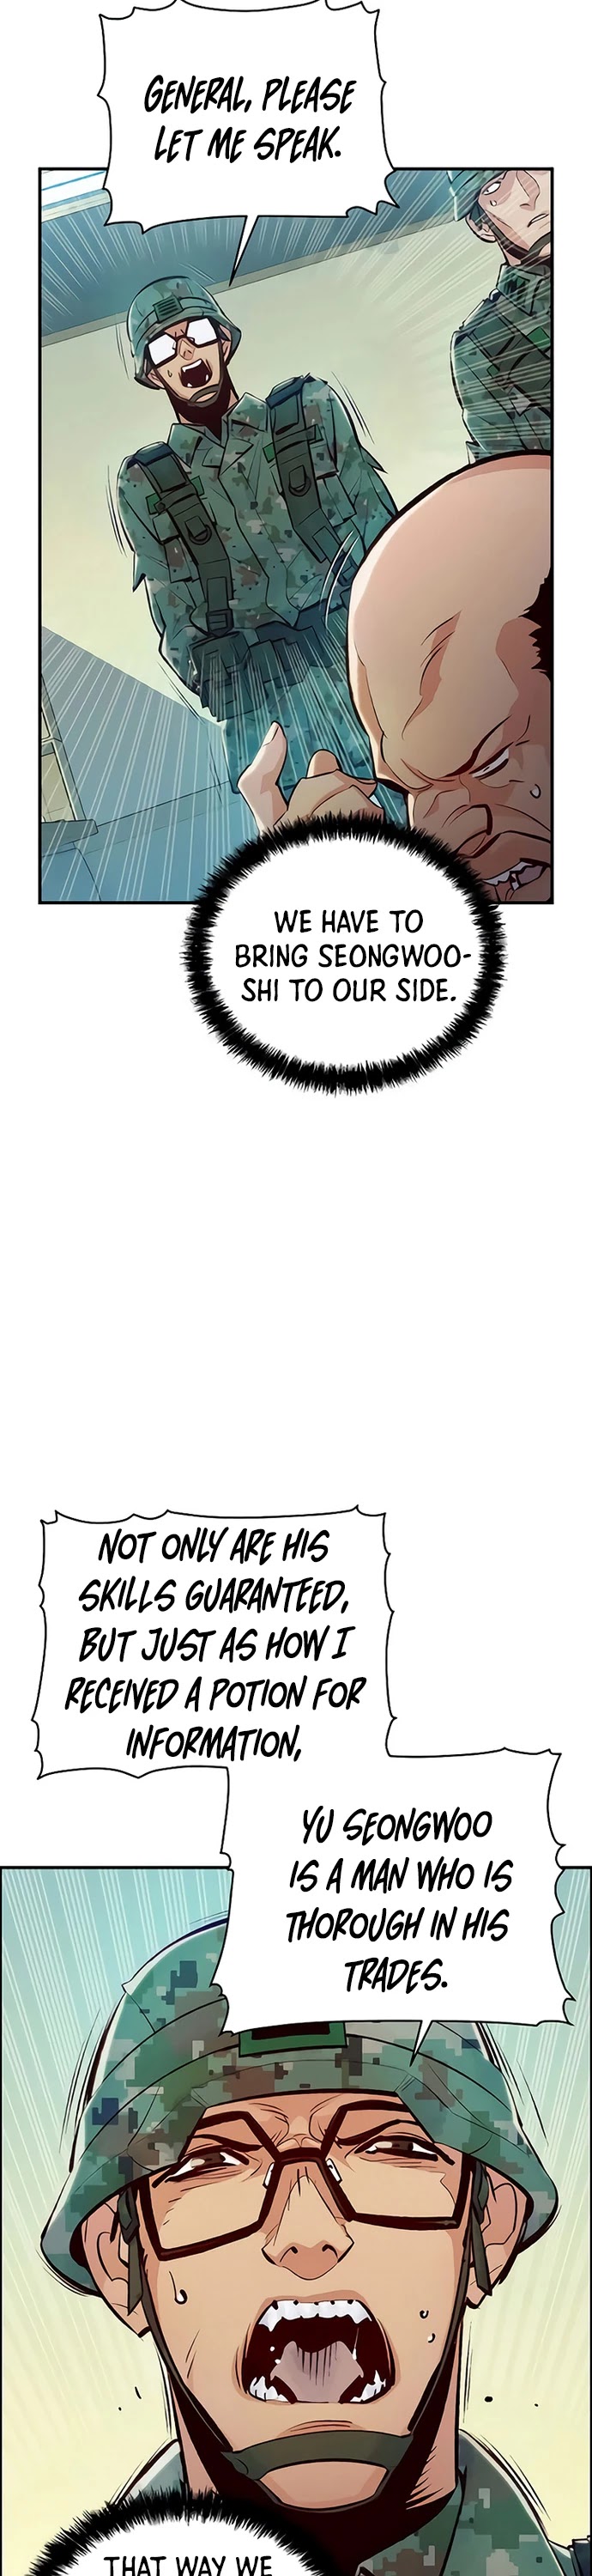 GENERAL, PLEASE
LET ME SPEAK.
WE HAVE TO
BRING SEONGWOO-
SHI TO OUR SIDE.
NOT ONLY ARE HIS
SKILLS GUARANTEED,
BUT JUST AS HOW I
RECEIVED A POTION FOR
INFORMATION,
YU SEONGWOO
IS A MAN WHO IS
THOROUGH IN HIS
TRADES.
THAT WAY WE